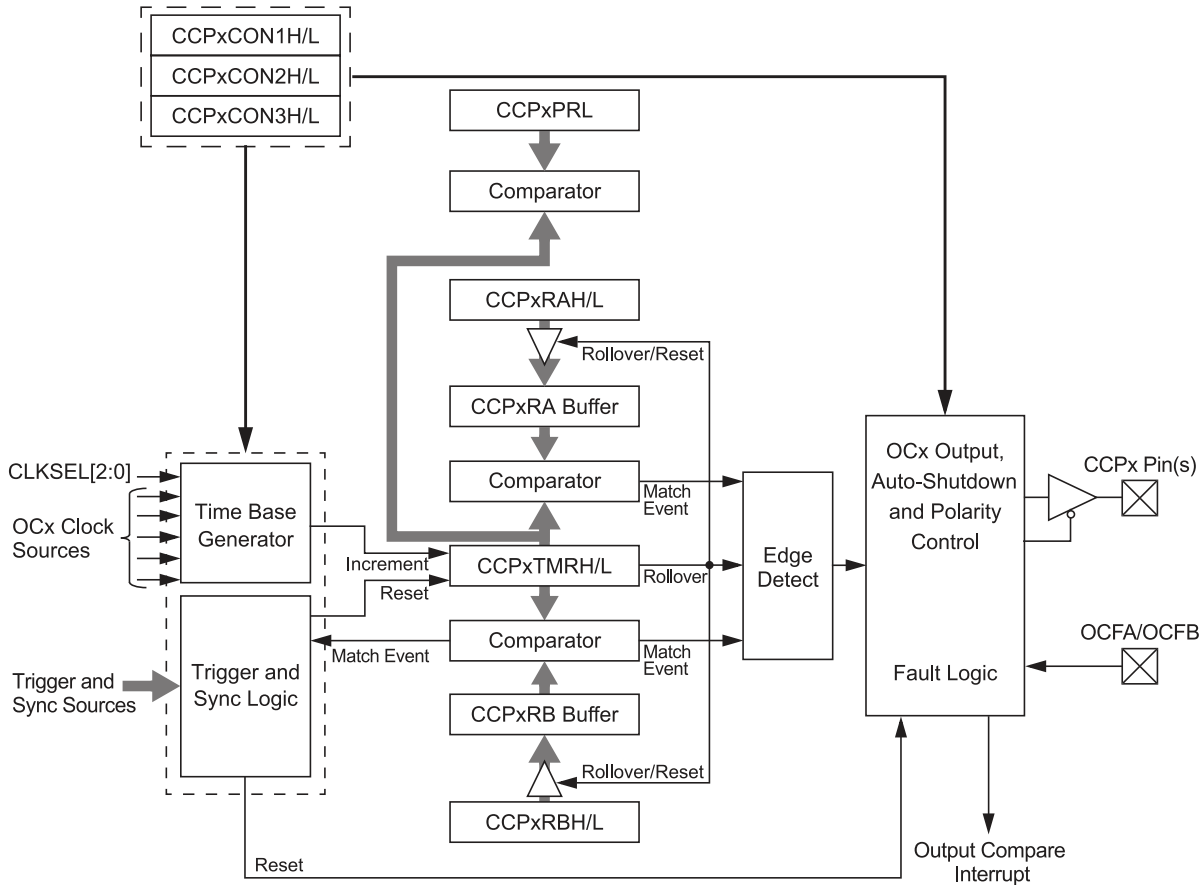 CCPxCON1H/L
CCPxCON2H/L
CCPxCON3H/L
CCPxPRL
Comparator
CCPxRAH/L
Rollover/Reset
CCPxRA Buffer
Comparator
Match
Event
CLKSEL[2:0]
OCx Clock
Sources
Time Base
Generator
Increment
Reset
CCPxTMRH/L
Rollover
Edge
Detect
OCx Output,
Auto-Shutdown
and Polarity
Control
CCPx Pin(s)
Comparator
Match Event
Match
Event
Trigger and
Sync Sources
Trigger and
Sync Logic
OCFA/OCFB
Fault Logic
CCPxRB Buffer
Rollover/Reset
CCPxRBH/L
Reset
Output Compare
Interrupt